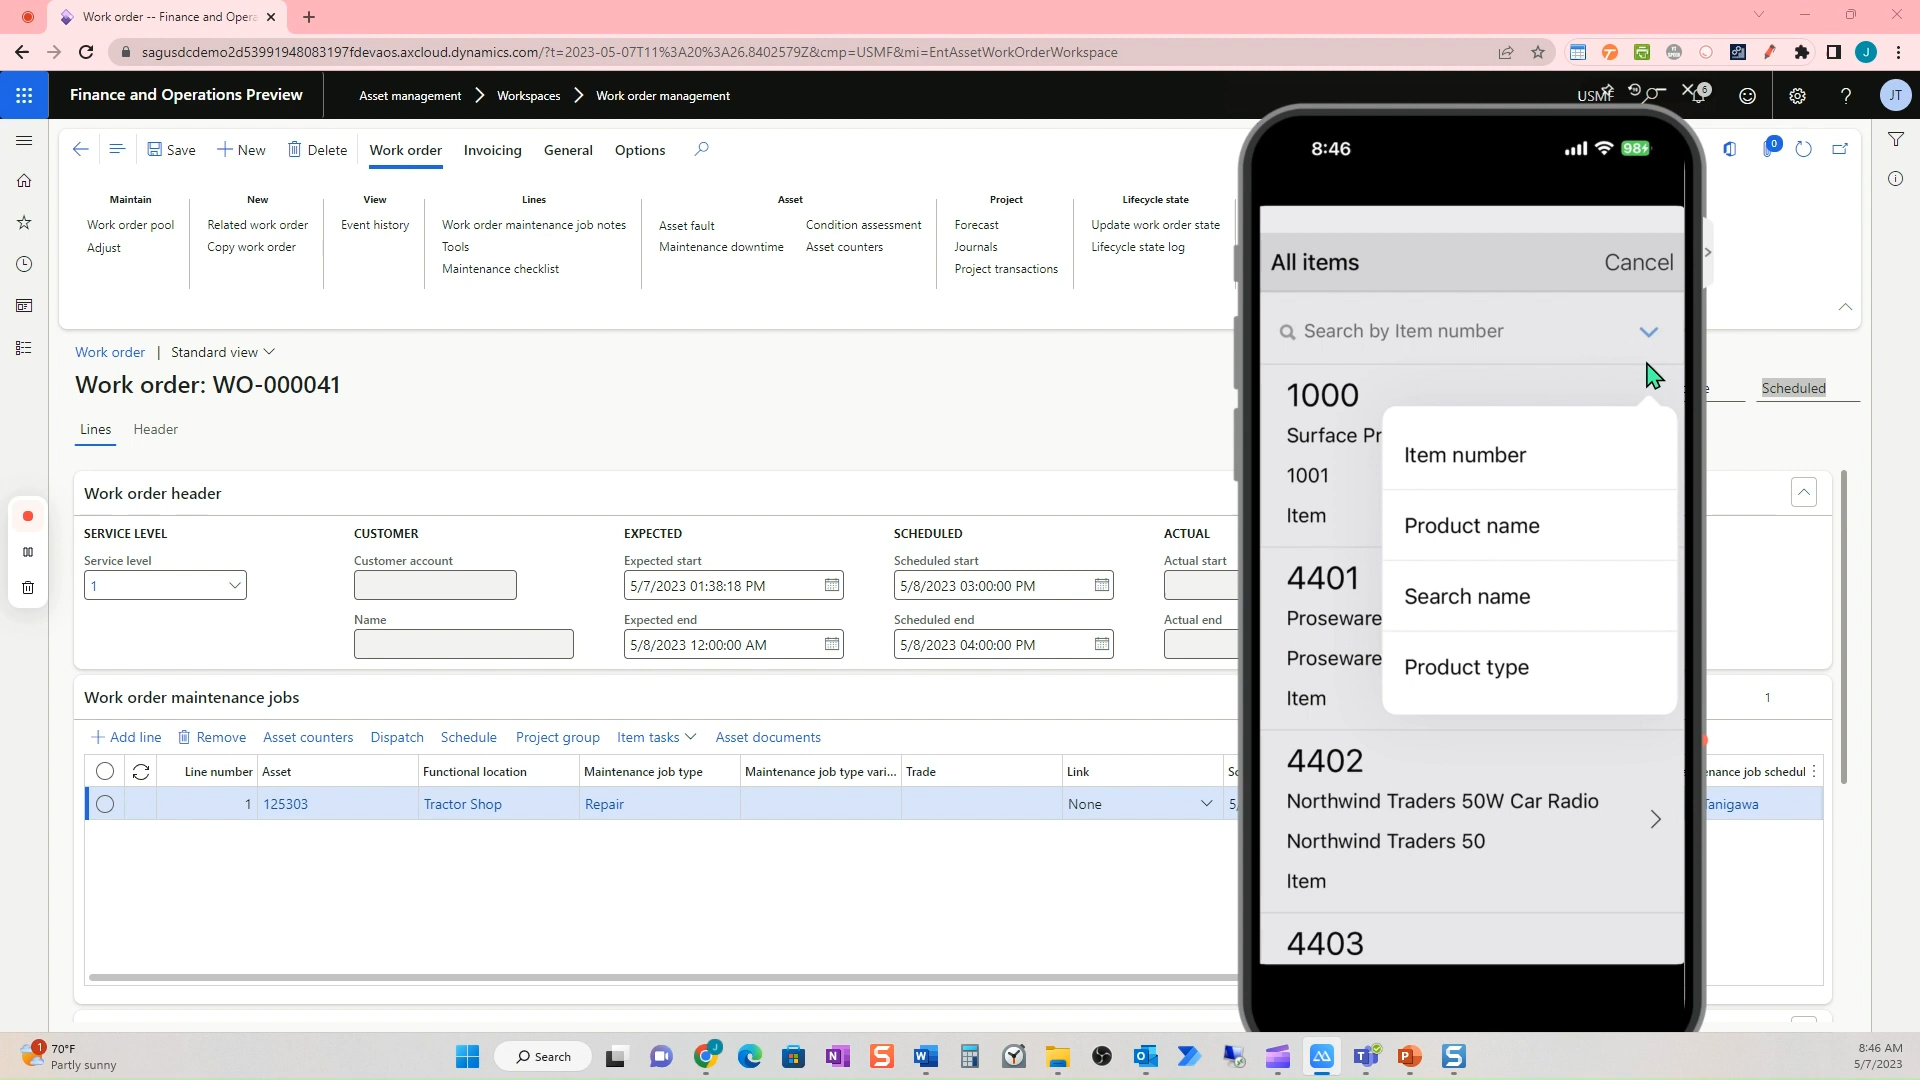 Work order -- Finance and Opera
sagusdcdemo2d53991948083197fdevaos.axcloud.dynamics.com/?t=2023-05-07T11%3A20%3A26.8402579Z&cmp=USMF&mi=EntAssetWorkOrderWorkspace
Finance and Operations Preview
Asset management
Workspaces
Work order management
USMF
6
?
JT
J
Save
New
Delete
Work order
Invoicing
General
Options
0
Maintain
Work order pool
Adjust
New
Related work order
Copy work order
View
Event history
Lines
Work order maintenance job notes
Tools
Maintenance checklist
Asset
Asset fault
Maintenance downtime
Condition assessment
Asset counters
Project
Forecast
Journals
Project transactions
Lifecycle state
Update work order state
Lifecycle state log
Work order | Standard view
Work order: WO-000041
Scheduled
Lines
Header
Work order header
SERVICE LEVEL
Service level
1
CUSTOMER
Customer account
Name
EXPECTED
Expected start
5/7/2023 01:38:18 PM
Expected end
5/8/2023 12:00:00 AM
SCHEDULED
Scheduled start
5/8/2023 03:00:00 PM
Scheduled end
5/8/2023 04:00:00 PM
ACTUAL
Actual start
Actual end
Work order maintenance jobs
1
Add line
Remove
Asset counters
Dispatch
Schedule
Project group
Item tasks
Asset documents
Line number
Asset
Functional location
Maintenance job type
Maintenance job type vari...
Trade
Link
Sc
nance job schedul
1
125303
Tractor Shop
Repair
None
5/
Tanigawa
8:46
98
All items
Cancel
Search by Item number
1000
Surface Pr
1001
Item
4401
Proseware
Proseware
Item
4402
Northwind Traders 50W Car Radio
Northwind Traders 50
Item
4403
Item number
Product name
Search name
Product type
1
70°F
Partly sunny
Search
8:46 AM
5/7/2023